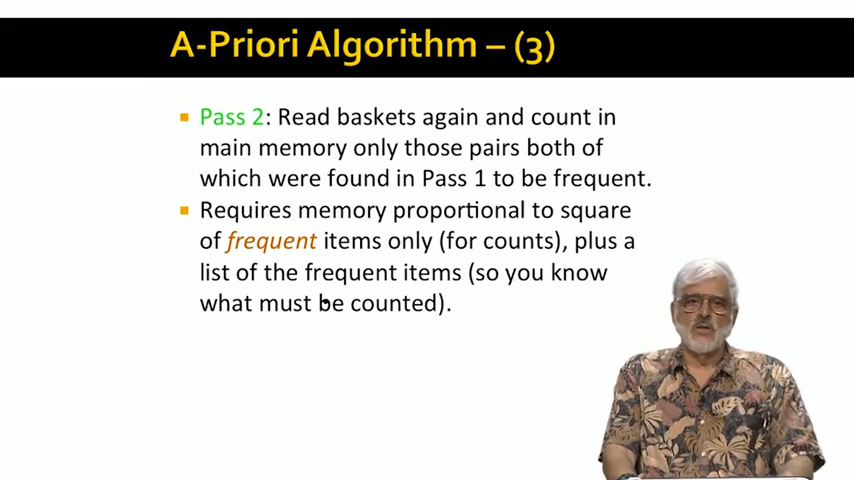 A-Priori Algorithm – (3)
Pass 2: Read baskets again and count in
main memory only those pairs both of
which were found in Pass 1 to be frequent.
Requires memory proportional to square
of frequent items only (for counts), plus a
list of the frequent items (so you know
what must be counted).